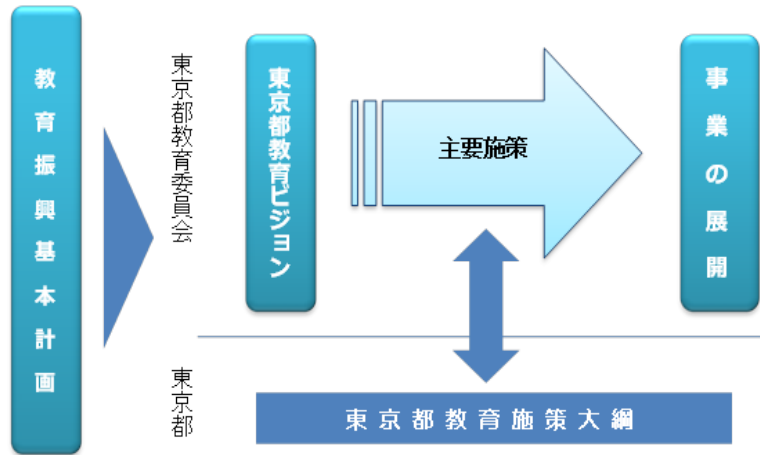 教育振興基本計画
東京都教育委員会
東京都教育ビジョン
主要施策
事業の展開
東京都
東京都教育施策大綱